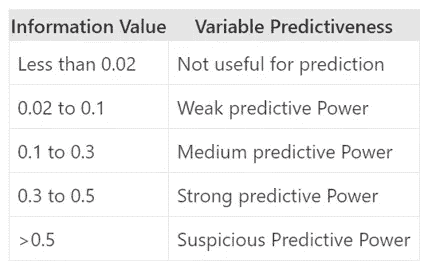 Information Value Variable Predictiveness
Less than 0.02 Not useful for prediction
0.02 to 0.1 Weak predictive Power
0.1 to 0.3 Medium predictive Power
0.3 to 0.5 Strong predictive Power
>0.5 Suspicious Predictive Power